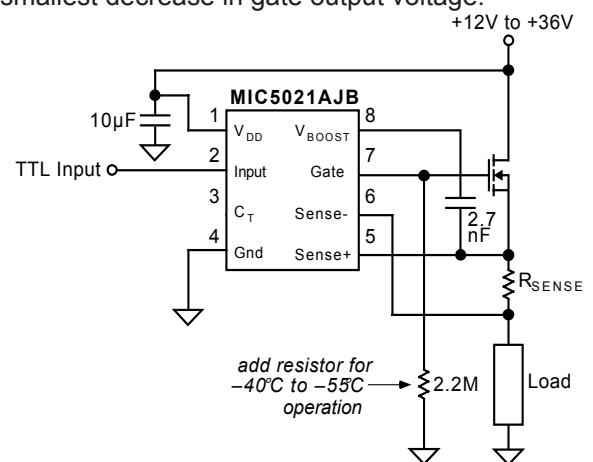 smallest decrease in gate output voltage.
+12V to +36V
MIC5021AJB
10µF
1
8
VDD
VBOOST
2
7
TTL Input
Input
Gate
3
6
CT
Sense-
2.7
nF
4
5
Gnd
Sense+
RSENSE
add resistor for
–40°C to –55°C
operation
2.2M
Load